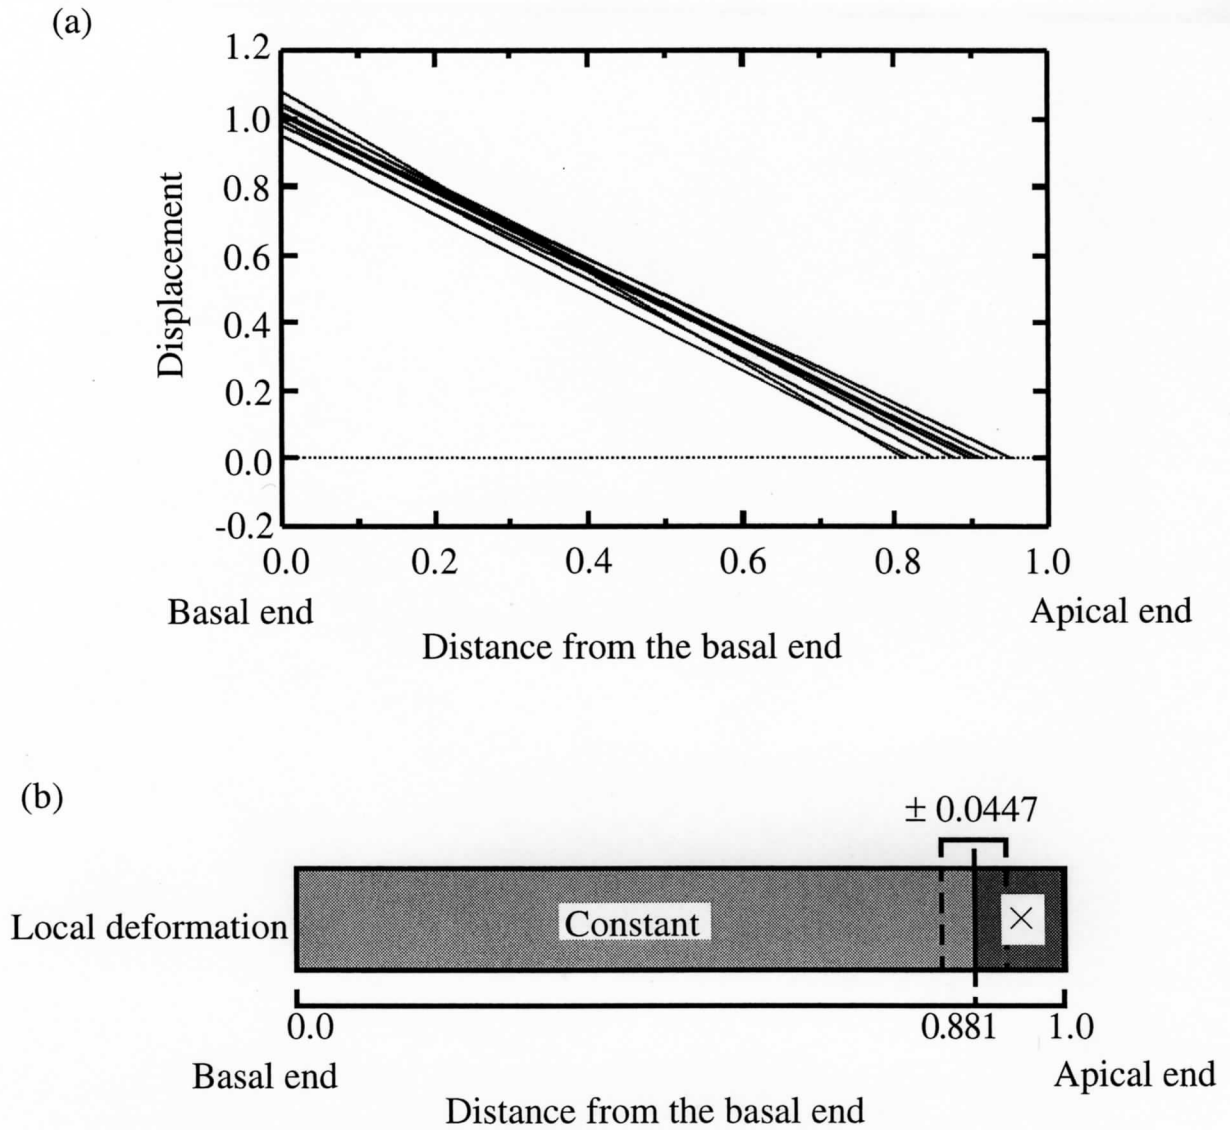 (a)
1.2
1.0
0.8
0.6
0.4
0.2
0.0
-0.2
Displacement
0.0 0.2 0.4 0.6 0.8 1.0
Basal end Apical end
Distance from the basal end
(b)
± 0.0447
Local deformation Constant ×
0.0 0.881 1.0
Basal end Apical end
Distance from the basal end